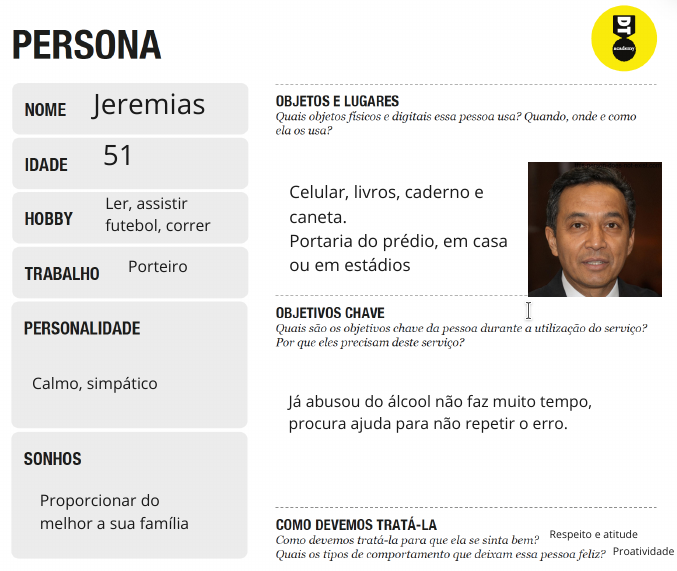 PERSONA
DT
academy
NOME
Jeremias
IDADE
51
HOBBY
Ler, assistir
futebol, correr
TRABALHO
Porteiro
PERSONALIDADE
Calmo, simpático
SONHOS
Proporcionar do
melhor a sua família
OBJETOS E LUGARES
Quais objetos físicos e digitais essa pessoa usa? Quando, onde e como
ela os usa?
Celular, livros, caderno e
caneta.
Portaria do prédio, em casa
ou em estádios
OBJETIVOS CHAVE
Quais são os objetivos chave da pessoa durante a utilização do serviço?
Por que eles precisam deste serviço?
Já abusou do álcool não faz muito tempo,
procura ajuda para não repetir o erro.
COMO DEVEMOS TRATÁ-LA
Como devemos tratá-la para que ela se sinta bem?
Respeito e atitude
Quais os tipos de comportamento que deixam essa pessoa feliz?
Proatividade